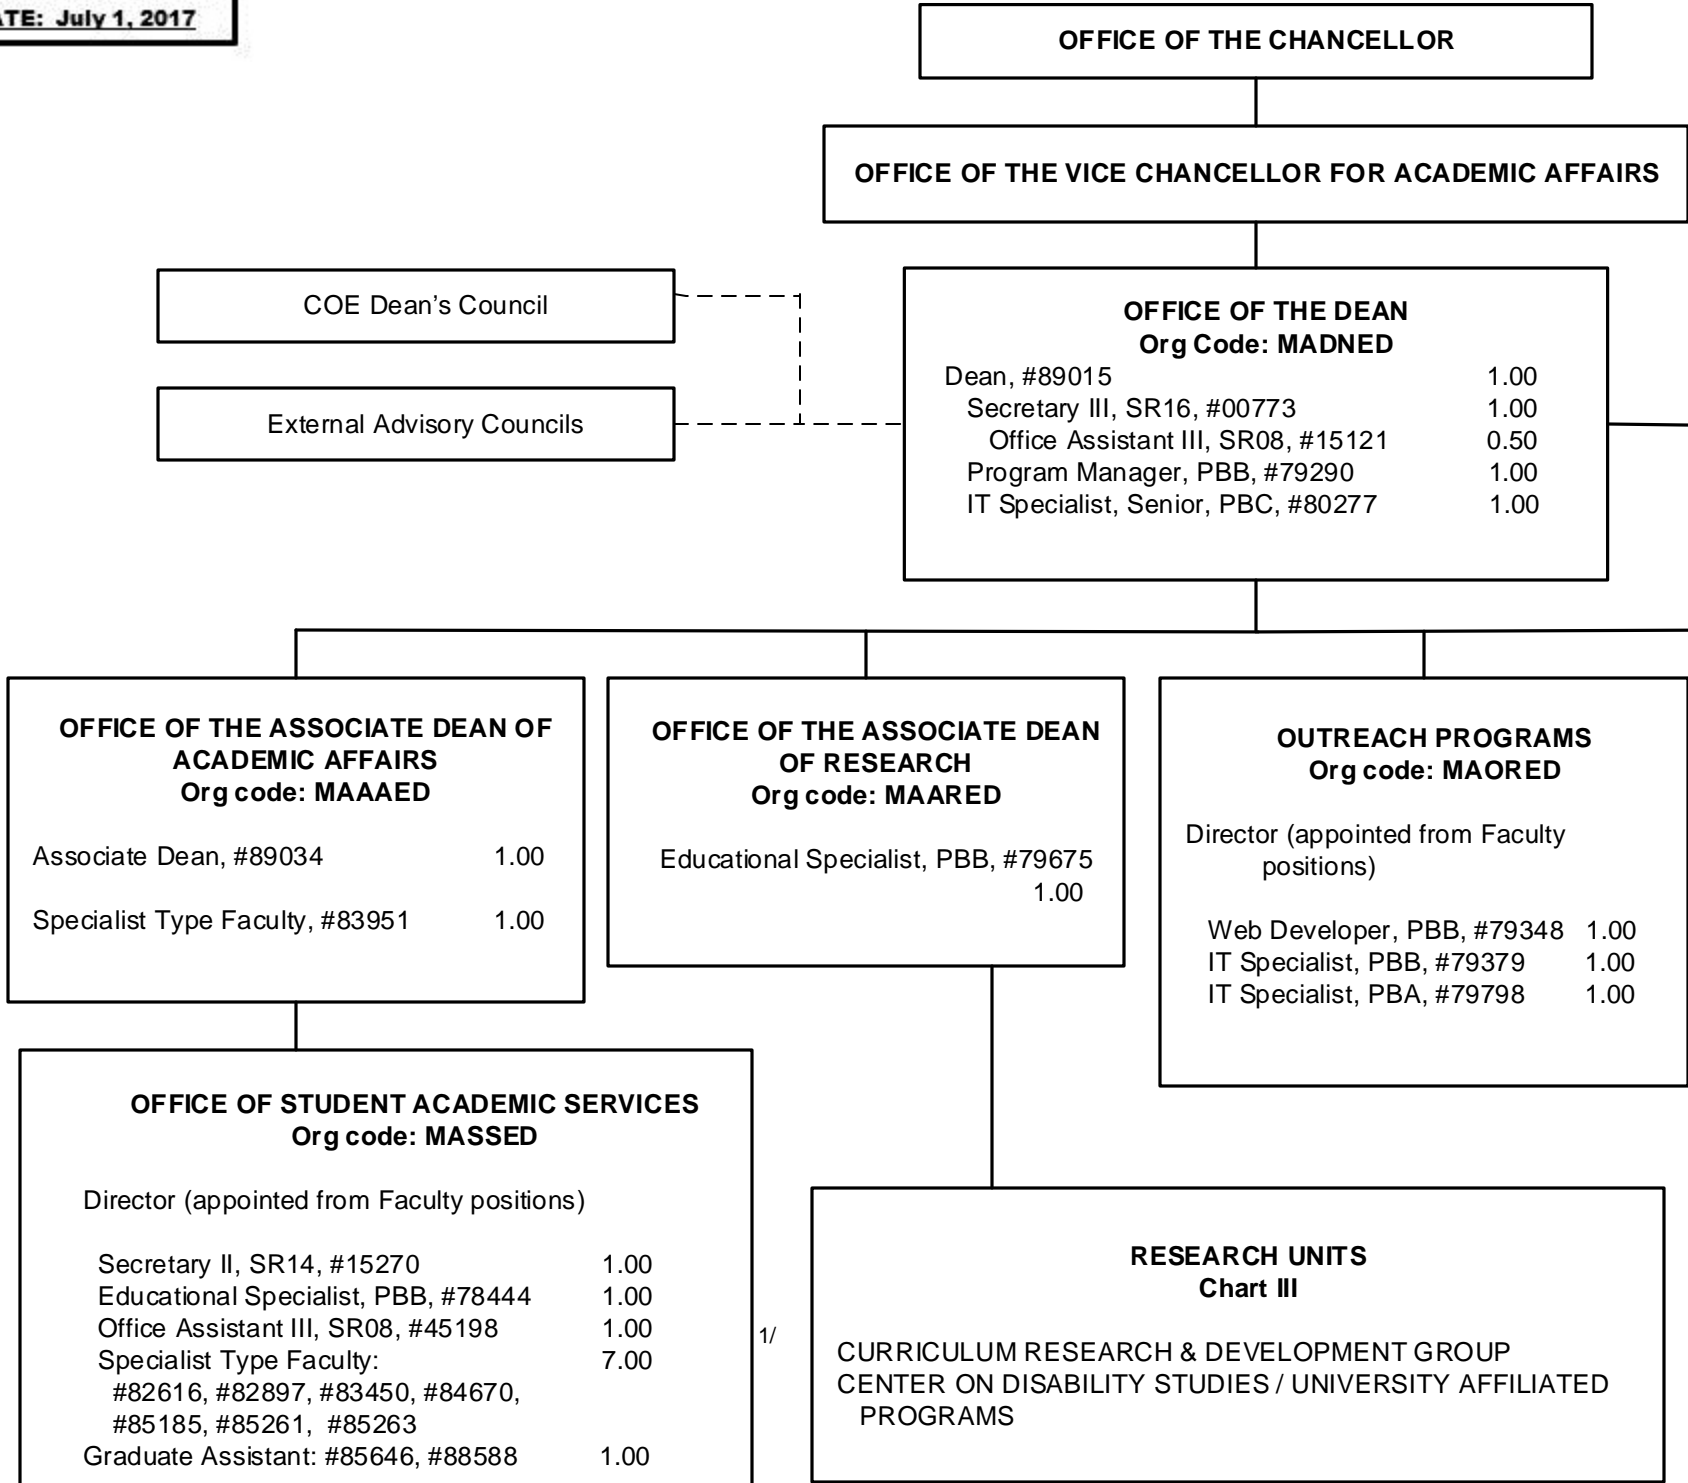 TE: July 1, 2017
OFFICE OF THE CHANCELLOR
OFFICE OF THE VICE CHANCELLOR FOR ACADEMIC AFFAIRS
COE Dean's Council
External Advisory Councils
OFFICE OF THE DEAN
Org Code: MADNED
Dean, #89015 1.00
Secretary III, SR16, #00773 1.00
Office Assistant III, SR08, #15121 0.50
Program Manager, PBB, #79290 1.00
IT Specialist, Senior, PBC, #80277 1.00
OFFICE OF THE ASSOCIATE DEAN OF
ACADEMIC AFFAIRS
Org code: MAAAED
Associate Dean, #89034 1.00
Specialist Type Faculty, #83951 1.00
OFFICE OF THE ASSOCIATE DEAN
OF RESEARCH
Org code: MAARED
Educational Specialist, PBB, #79675
1.00
OUTREACH PROGRAMS
Org code: MAORED
Director (appointed from Faculty
positions)
Web Developer, PBB, #79348 1.00
IT Specialist, PBB, #79379 1.00
IT Specialist, PBA, #79798 1.00
OFFICE OF STUDENT ACADEMIC SERVICES
Org code: MASSED
Director (appointed from Faculty positions)
Secretary II, SR14, #15270 1.00
Educational Specialist, PBB, #78444 1.00
Office Assistant III, SR08, #45198 1.00
Specialist Type Faculty: 7.00
#82616, #82897, #83450, #84670,
#85185, #85261, #85263
Graduate Assistant: #85646, #88588 1.00
1/
RESEARCH UNITS
Chart III
CURRICULUM RESEARCH & DEVELOPMENT GROUP
CENTER ON DISABILITY STUDIES / UNIVERSITY AFFILIATED
PROGRAMS